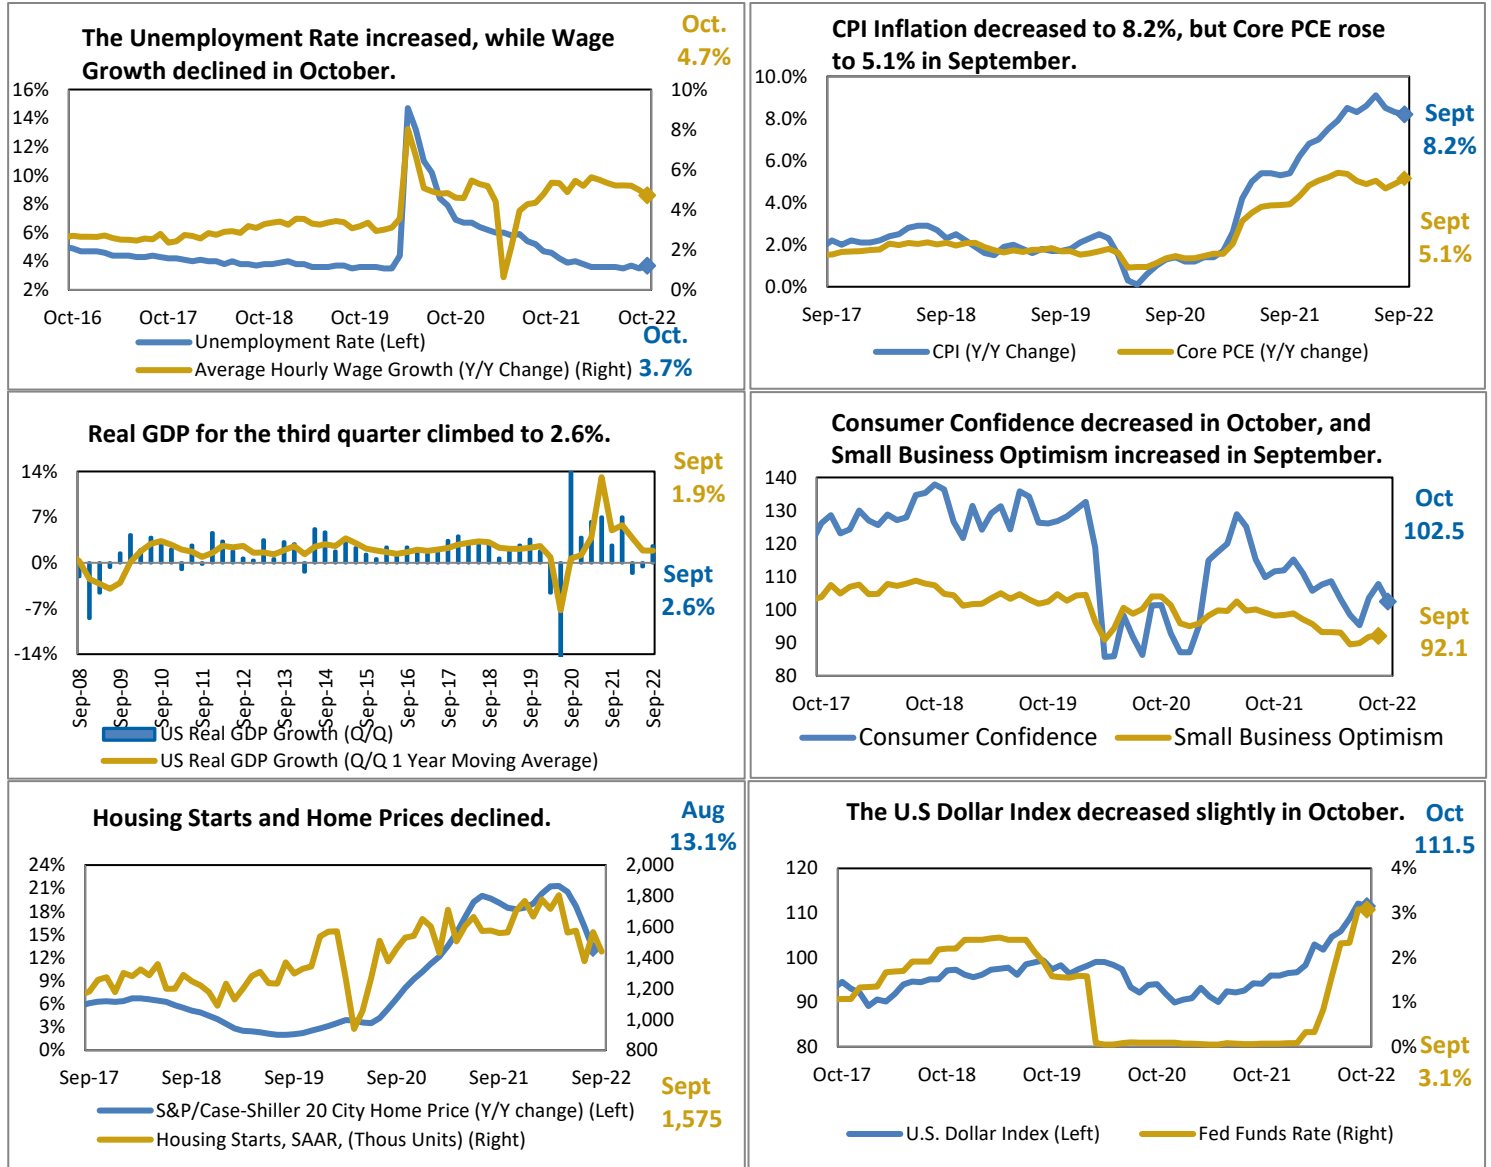 The Unemployment Rate increased, while Wage
Growth declined in October.
Oct.
4.7%
16%
14%
12%
10%
8%
6%
4%
2%
10%
8%
6%
4%
2%
0%
Oct-16 Oct-17 Oct-18 Oct-19 Oct-20 Oct-21 Oct-22
Unemployment Rate (Left)
Average Hourly Wage Growth (Y/Y Change) (Right)
Oct.
3.7%
CPI Inflation decreased to 8.2%, but Core PCE rose
to 5.1% in September.
10.0%
8.0%
6.0%
4.0%
2.0%
0.0%
Sept
8.2%
Sept
5.1%
Sep-17 Sep-18 Sep-19 Sep-20 Sep-21 Sep-22
CPI (Y/Y Change) Core PCE (Y/Y change)
Real GDP for the third quarter climbed to 2.6%.
14%
7%
0%
-7%
-14%
Sept
1.9%
Sept
2.6%
Sep-08
Sep-09
Sep-10
Sep-11
Sep-12
Sep-13
Sep-14
Sep-15
Sep-16
Sep-17
Sep-18
Sep-19
Sep-20
Sep-21
Sep-22
US Real GDP Growth (Q/Q)
US Real GDP Growth (Q/Q 1 Year Moving Average)
Consumer Confidence decreased in October, and
Small Business Optimism increased in September.
140
130
120
110
100
90
80
Oct
102.5
Sept
92.1
Oct-17 Oct-18 Oct-19 Oct-20 Oct-21 Oct-22
Consumer Confidence Small Business Optimism
Housing Starts and Home Prices declined.
Aug
13.1%
24%
21%
18%
15%
12%
9%
6%
3%
0%
2,000
1,800
1,600
1,400
1,200
1,000
800
Sep-17 Sep-18 Sep-19 Sep-20 Sep-21 Sep-22
Sept
1,575
S&P/Case-Shiller 20 City Home Price (Y/Y change) (Left)
Housing Starts, SAAR, (Thous Units) (Right)
The U.S Dollar Index decreased slightly in October.
Oct
111.5
120
110
100
90
80
4%
3%
2%
1%
0%
Sept
3.1%
Oct-17 Oct-18 Oct-19 Oct-20 Oct-21 Oct-22
U.S. Dollar Index (Left) Fed Funds Rate (Right)